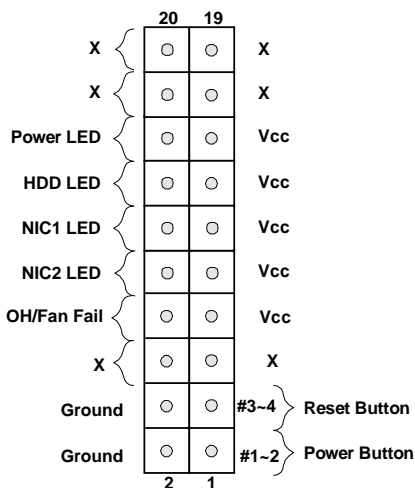 20 19
X X
X X
Power LED Vcc
HDD LED Vcc
NIC1 LED Vcc
NIC2 LED Vcc
OH/Fan Fail Vcc
X X
Ground #3~4 Reset Button
Ground #1~2 Power Button
2 1